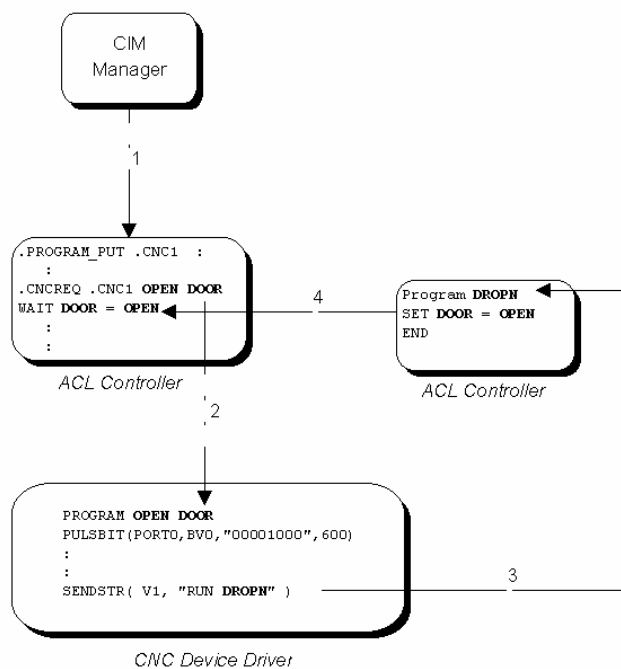 CIM
Manager
1
.PROGRAM_PUT .CNC1 :
:
.CNCREQ .CNC1 OPEN DOOR
WAIT DOOR = OPEN
:
:
ACL Controller
4
Program DROPN
SET DOOR = OPEN
END
ACL Controller
2
PROGRAM OPEN DOOR
PULSBIT(PORT0,BV0,"00001000",600)
:
:
SENDSTR( V1, "RUN DROPN" )
3
CNC Device Driver